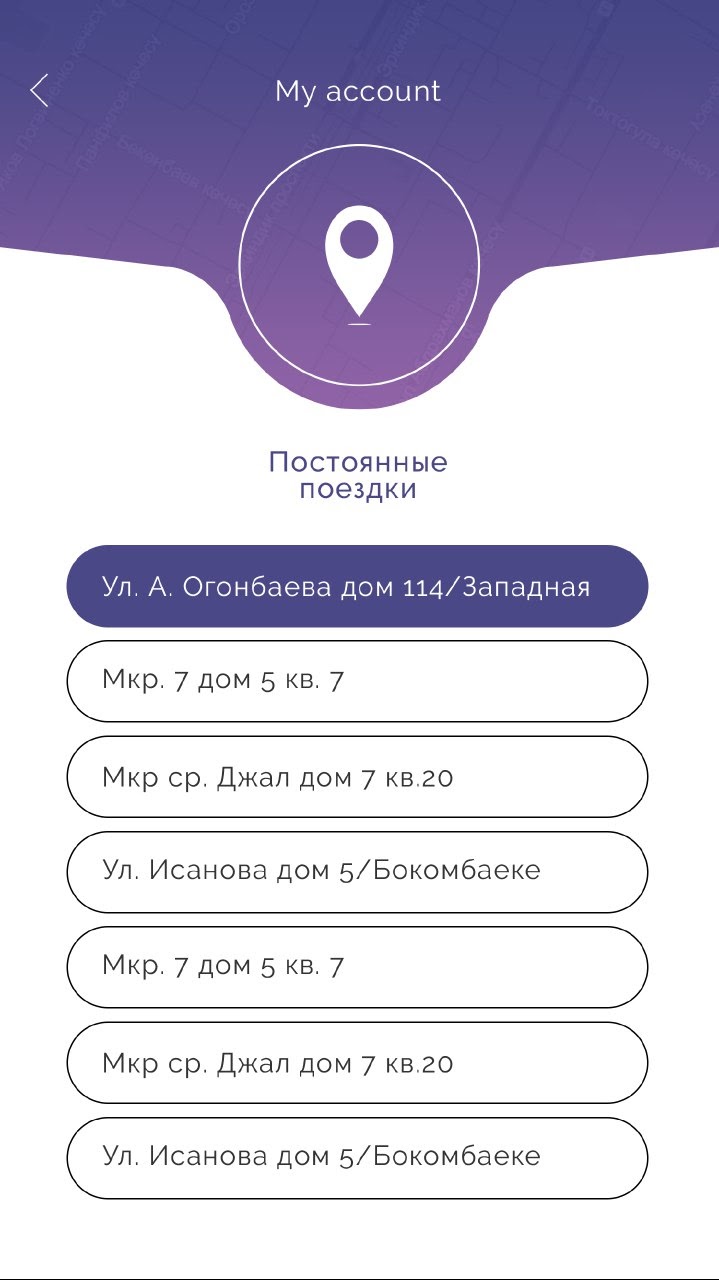 My account
Постоянные
поездки
Ул. А. Огонбаева дом 114/Западная
Мкр. 7 дом 5 кв. 7
Мкр ср. Джал дом 7 кв.20
Ул. Исанова дом 5/Бокомбаеке
Мкр. 7 дом 5 кв. 7
Мкр ср. Джал дом 7 кв.20
Ул. Исанова дом 5/Бокомбаеке